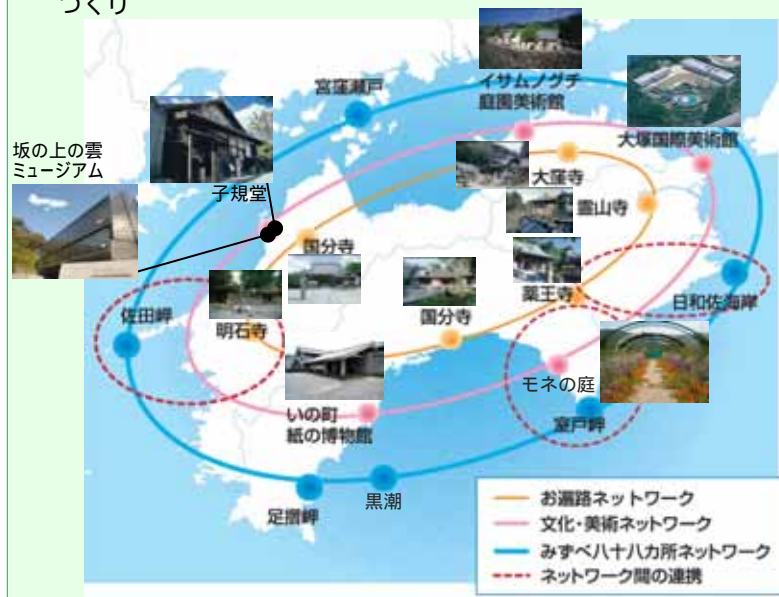 づくり
宮窪瀬戸
イサムノグチ
庭園美術館
大塚国際美術館
坂の上の雲
ミュージアム
子規堂
大窪寺
霊山寺
国分寺
薬王寺
日和佐海岸
佐田岬
明石寺
国分寺
モネの庭
いの町
紙の博物館
室戸岬
黒潮
足摺岬
お遍路ネットワーク
文化・美術ネットワーク
みずべ八十八カ所ネットワーク
ネットワーク間の連携